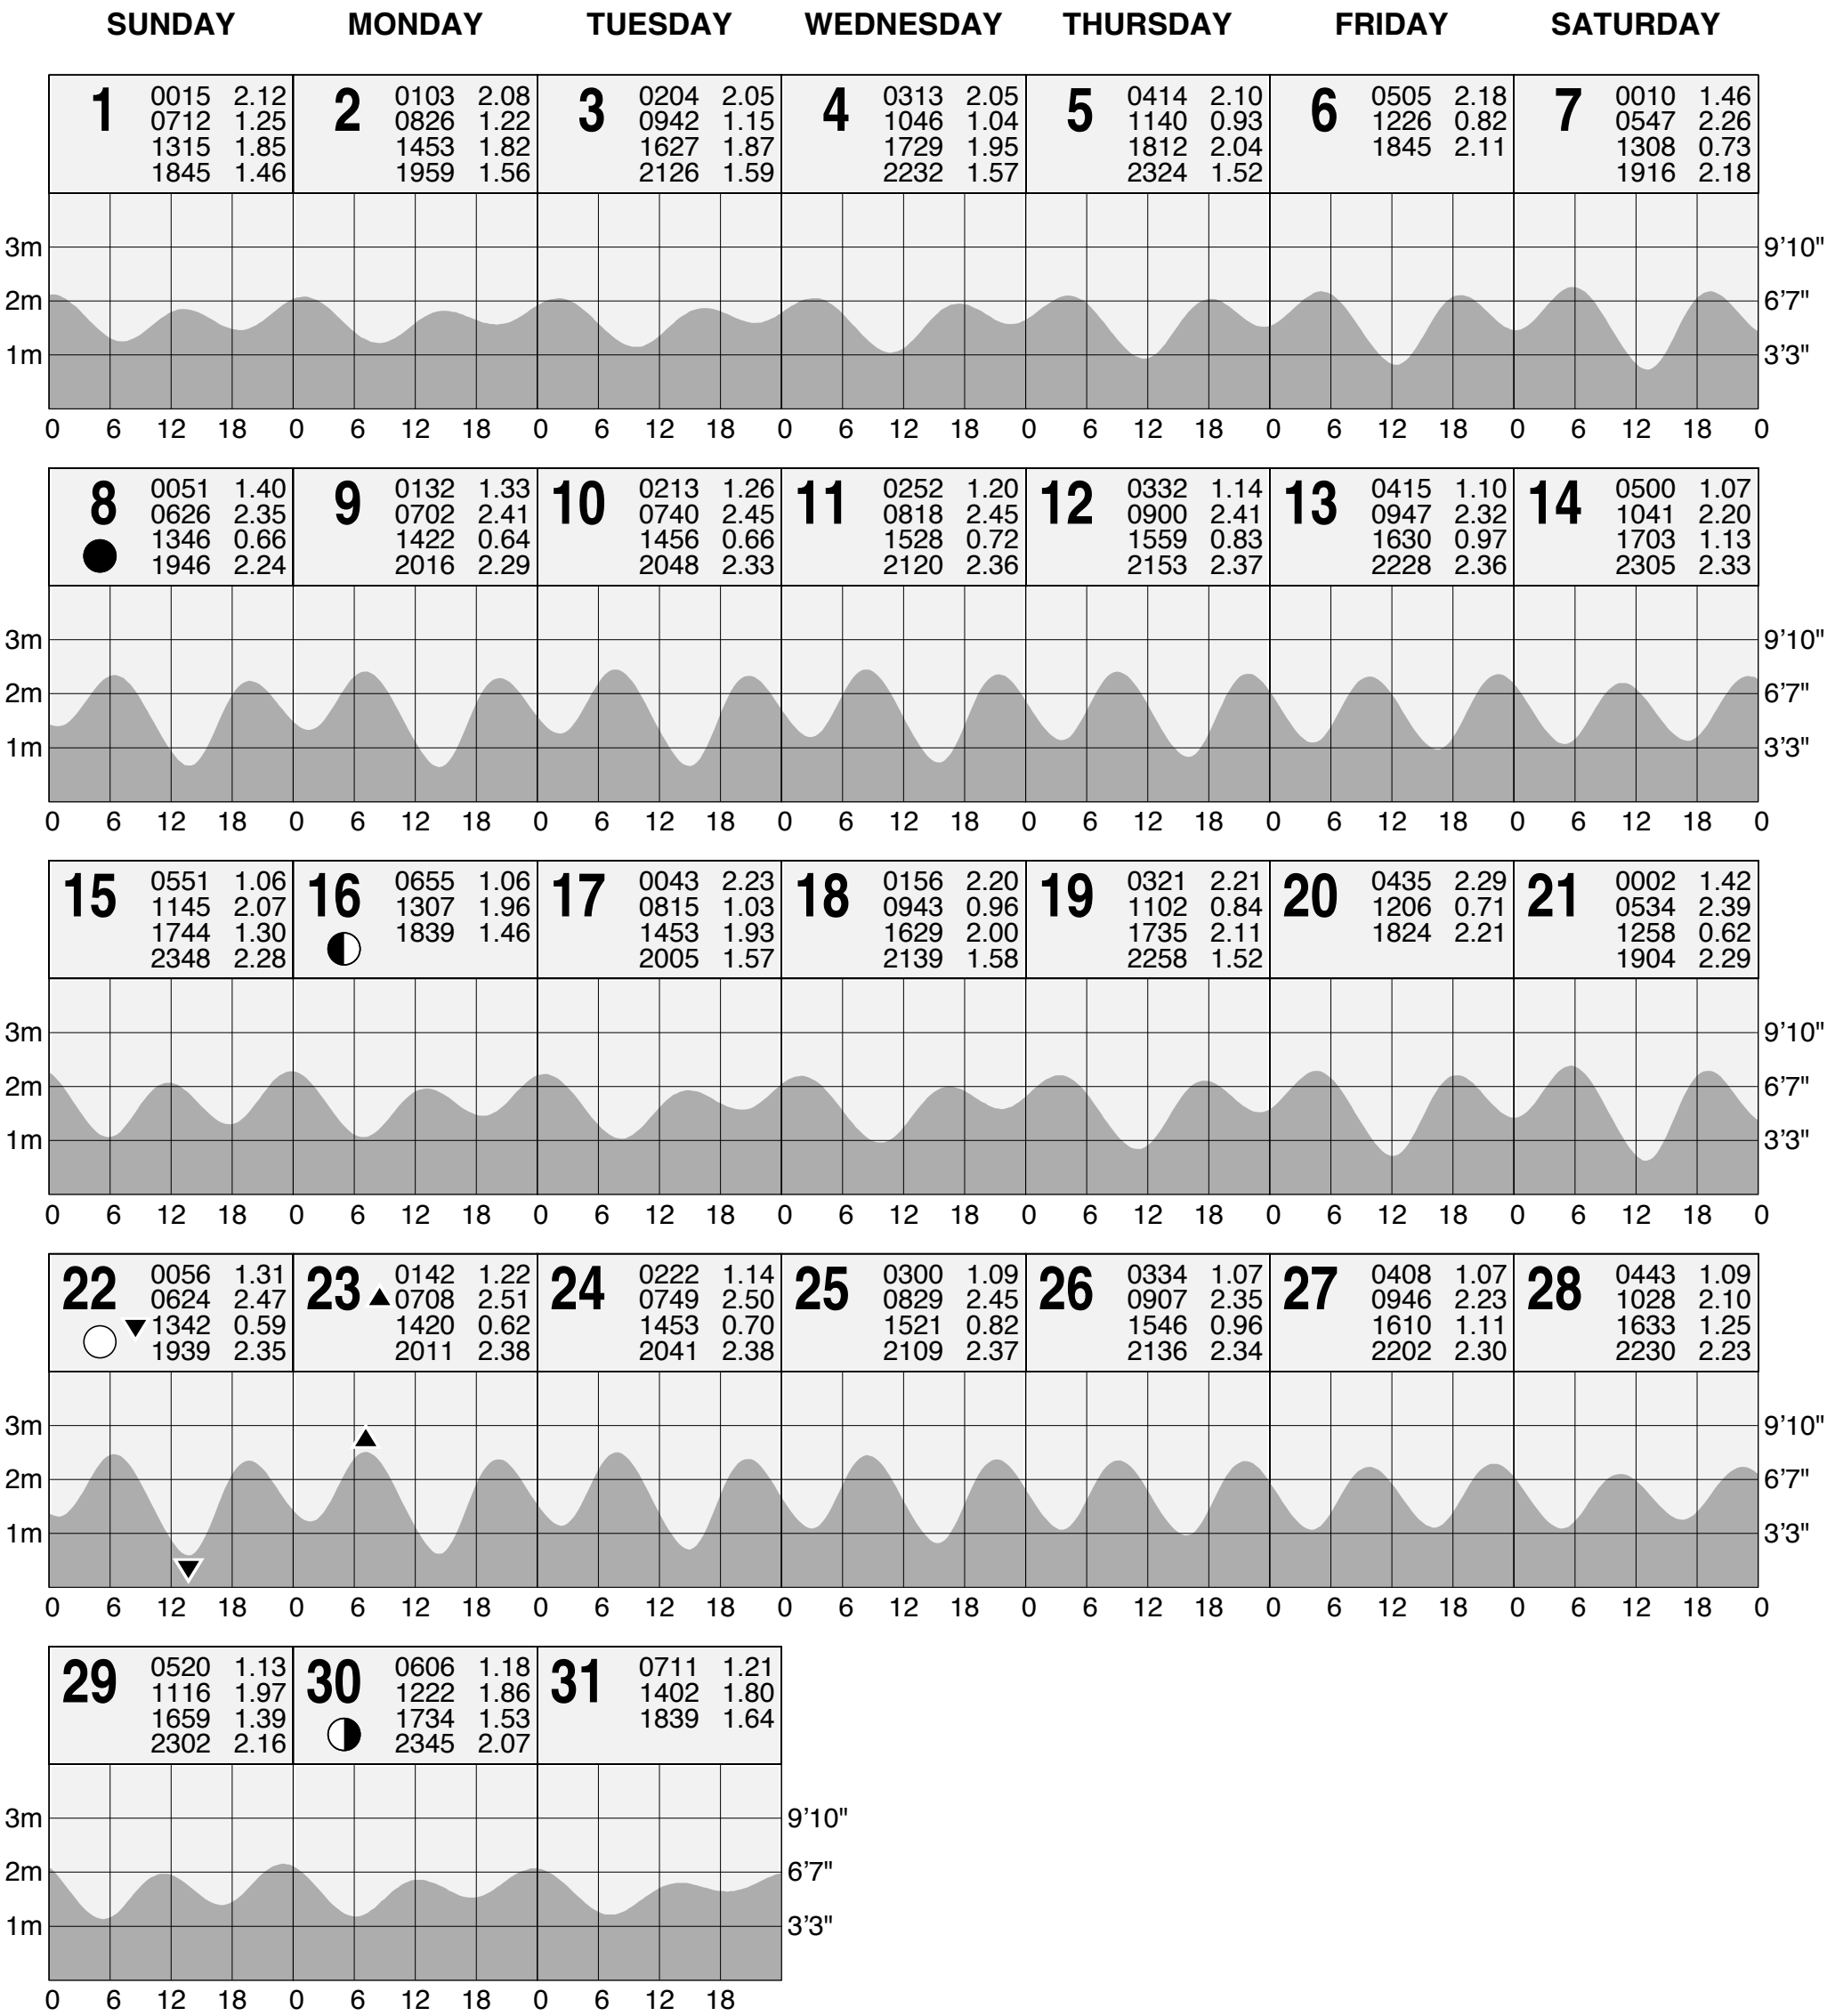 SUNDAY MONDAY TUESDAY WEDNESDAY THURSDAY FRIDAY SATURDAY
1 0015 2.12 2 0103 2.08 3 0204 2.05 4 0313 2.05 5 0414 2.10 6 0505 2.18 7 0010 1.46
0712 1.25 0826 1.22 0942 1.15 1046 1.04 1140 0.93 1226 0.82 0547 2.26
1315 1.85 1453 1.82 1627 1.87 1729 1.95 1812 2.04 1845 2.11 1308 0.73
1845 1.46 1959 1.56 2126 1.59 2232 1.57 2324 1.52 1916 2.18
3m 9'10"
2m 6'7"
1m 3'3"
0 6 12 18 0 6 12 18 0 6 12 18 0 6 12 18 0 6 12 18 0 6 12 18 0 6 12 18 0
8 0051 1.40 9 0132 1.33 10 0213 1.26 11 0252 1.20 12 0332 1.14 13 0415 1.10 14 0500 1.07
0626 2.35 0702 2.41 0740 2.45 0818 2.45 0900 2.41 0947 2.32 1041 2.20
1346 0.66 1422 0.64 1456 0.66 1528 0.72 1559 0.83 1630 0.97 1703 1.13
1946 2.24 2016 2.29 2048 2.33 2120 2.36 2153 2.37 2228 2.36 2305 2.33
3m 9'10"
2m 6'7"
1m 3'3"
0 6 12 18 0 6 12 18 0 6 12 18 0 6 12 18 0 6 12 18 0 6 12 18 0 6 12 18 0
15 0551 1.06 16 0655 1.06 17 0043 2.23 18 0156 2.20 19 0321 2.21 20 0435 2.29 21 0002 1.42
1145 2.07 1307 1.96 0815 1.03 0943 0.96 1102 0.84 1206 0.71 0534 2.39
1744 1.30 1839 1.46 1453 1.93 1629 2.00 1735 2.11 1824 2.21 1258 0.62
2348 2.28 2005 1.57 2139 1.58 2258 1.52 1904 2.29
3m 9'10"
2m 6'7"
1m 3'3"
0 6 12 18 0 6 12 18 0 6 12 18 0 6 12 18 0 6 12 18 0 6 12 18 0 6 12 18 0
22 0056 1.31 23 0142 1.22 24 0222 1.14 25 0300 1.09 26 0334 1.07 27 0408 1.07 28 0443 1.09
0624 2.47 0708 2.51 0749 2.50 0829 2.45 0907 2.35 0946 2.23 1028 2.10
1342 0.59 1420 0.62 1453 0.70 1521 0.82 1546 0.96 1610 1.11 1633 1.25
1939 2.35 2011 2.38 2041 2.38 2109 2.37 2136 2.34 2202 2.30 2230 2.23
3m 9'10"
2m 6'7"
1m 3'3"
0 6 12 18 0 6 12 18 0 6 12 18 0 6 12 18 0 6 12 18 0 6 12 18 0 6 12 18 0
29 0520 1.13 30 0606 1.18 31 0711 1.21
1116 1.97 1222 1.86 1402 1.80
1659 1.39 1734 1.53 1839 1.64
2302 2.16 2345 2.07
3m 9'10"
2m 6'7"
1m 3'3"
0 6 12 18 0 6 12 18 0 6 12 18